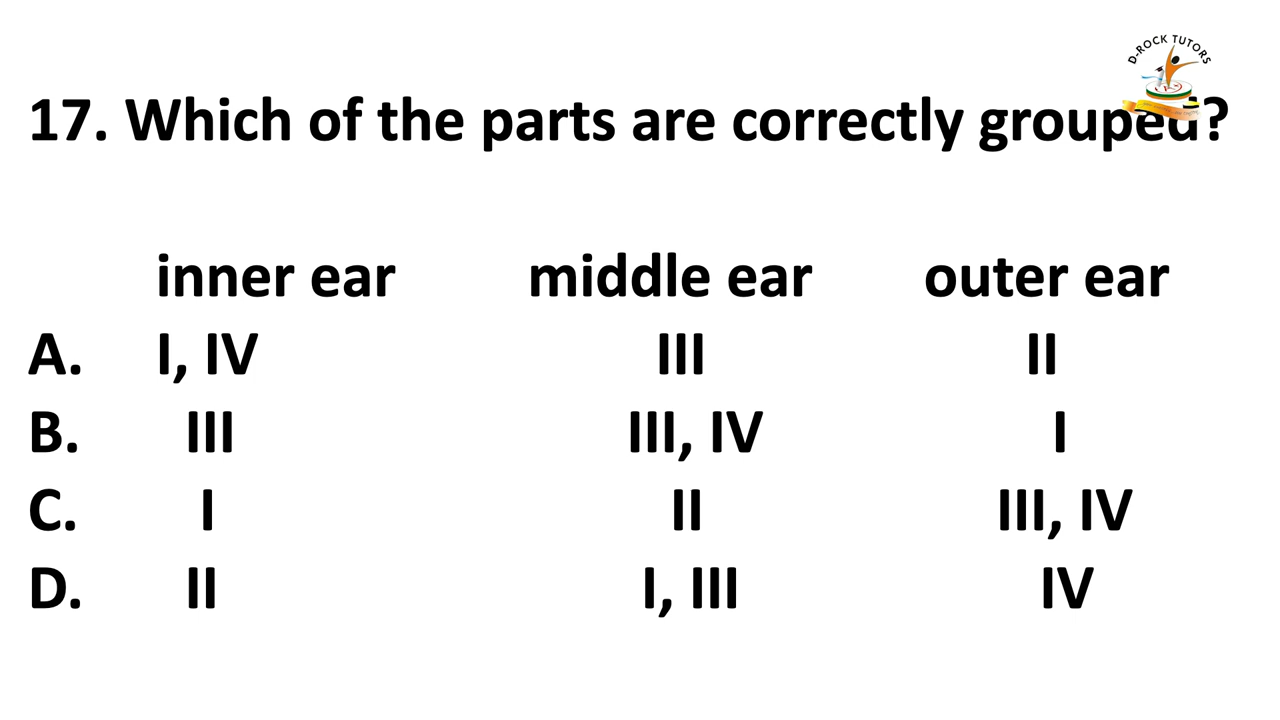 D-ROCK TUTORS
17. Which of the parts are correctly grouped?
inner ear middle ear outer ear
A. I, IV III II
B. III III, IV I
C. I II III, IV
D. II I, III IV